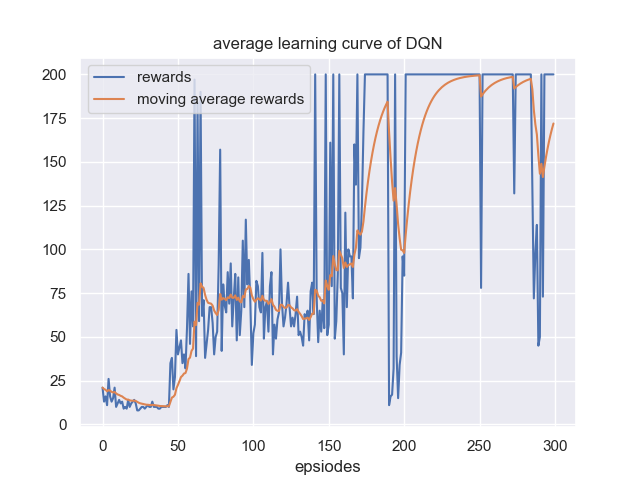 average learning curve of DQN
rewards
moving average rewards
200
175
150
125
100
75
50
25
0
0 50 100 150 200 250 300
epsiodes